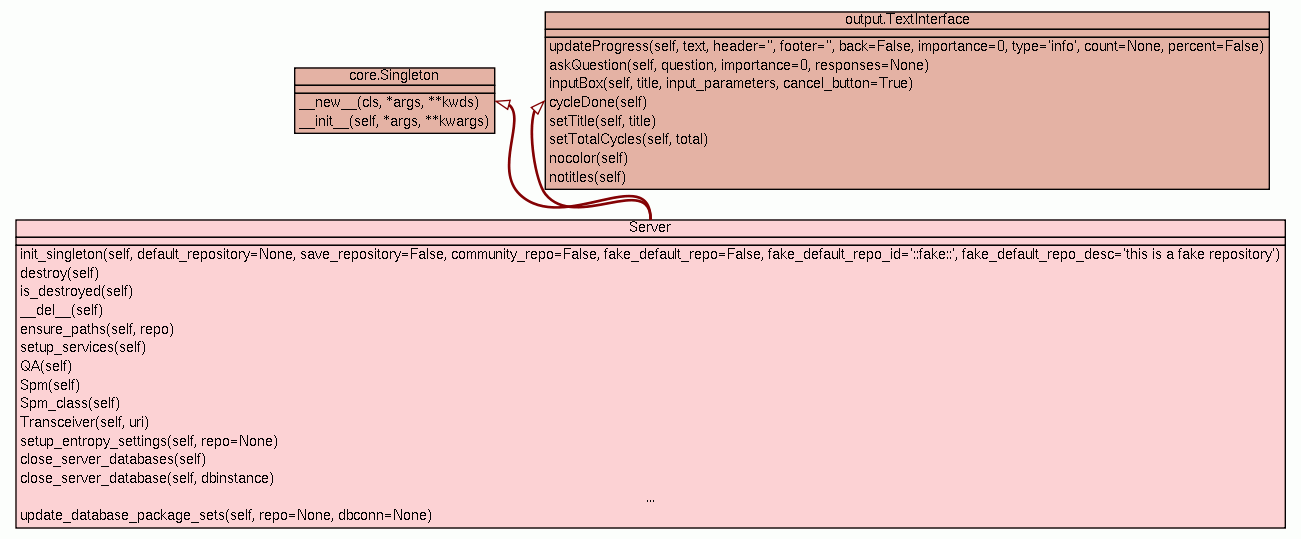 output.TextInterface
updateProgress(self, text, header='', footer='', back=False, importance=0, type='info', count=None, percent=False)
askQuestion(self, question, importance=0, responses=None)
inputBox(self, title, input_parameters, cancel_button=True)
cycleDone(self)
setTitle(self, title)
setTotalCycles(self, total)
nocolor(self)
notitles(self)
core.Singleton
__new__(cls, *args, **kwds)
__init__(self, *args, **kwargs)
Server
init_singleton(self, default_repository=None, save_repository=False, community_repo=False, fake_default_repo=False, fake_default_repo_id='::fake::', fake_default_repo_desc='this is a fake repository')
destroy(self)
is_destroyed(self)
__del__(self)
ensure_paths(self, repo)
setup_services(self)
QA(self)
Spm(self)
Spm_class(self)
Transceiver(self, uri)
setup_entropy_settings(self, repo=None)
close_server_databases(self)
close_server_database(self, dbinstance)
...
update_database_package_sets(self, repo=None, dbconn=None)